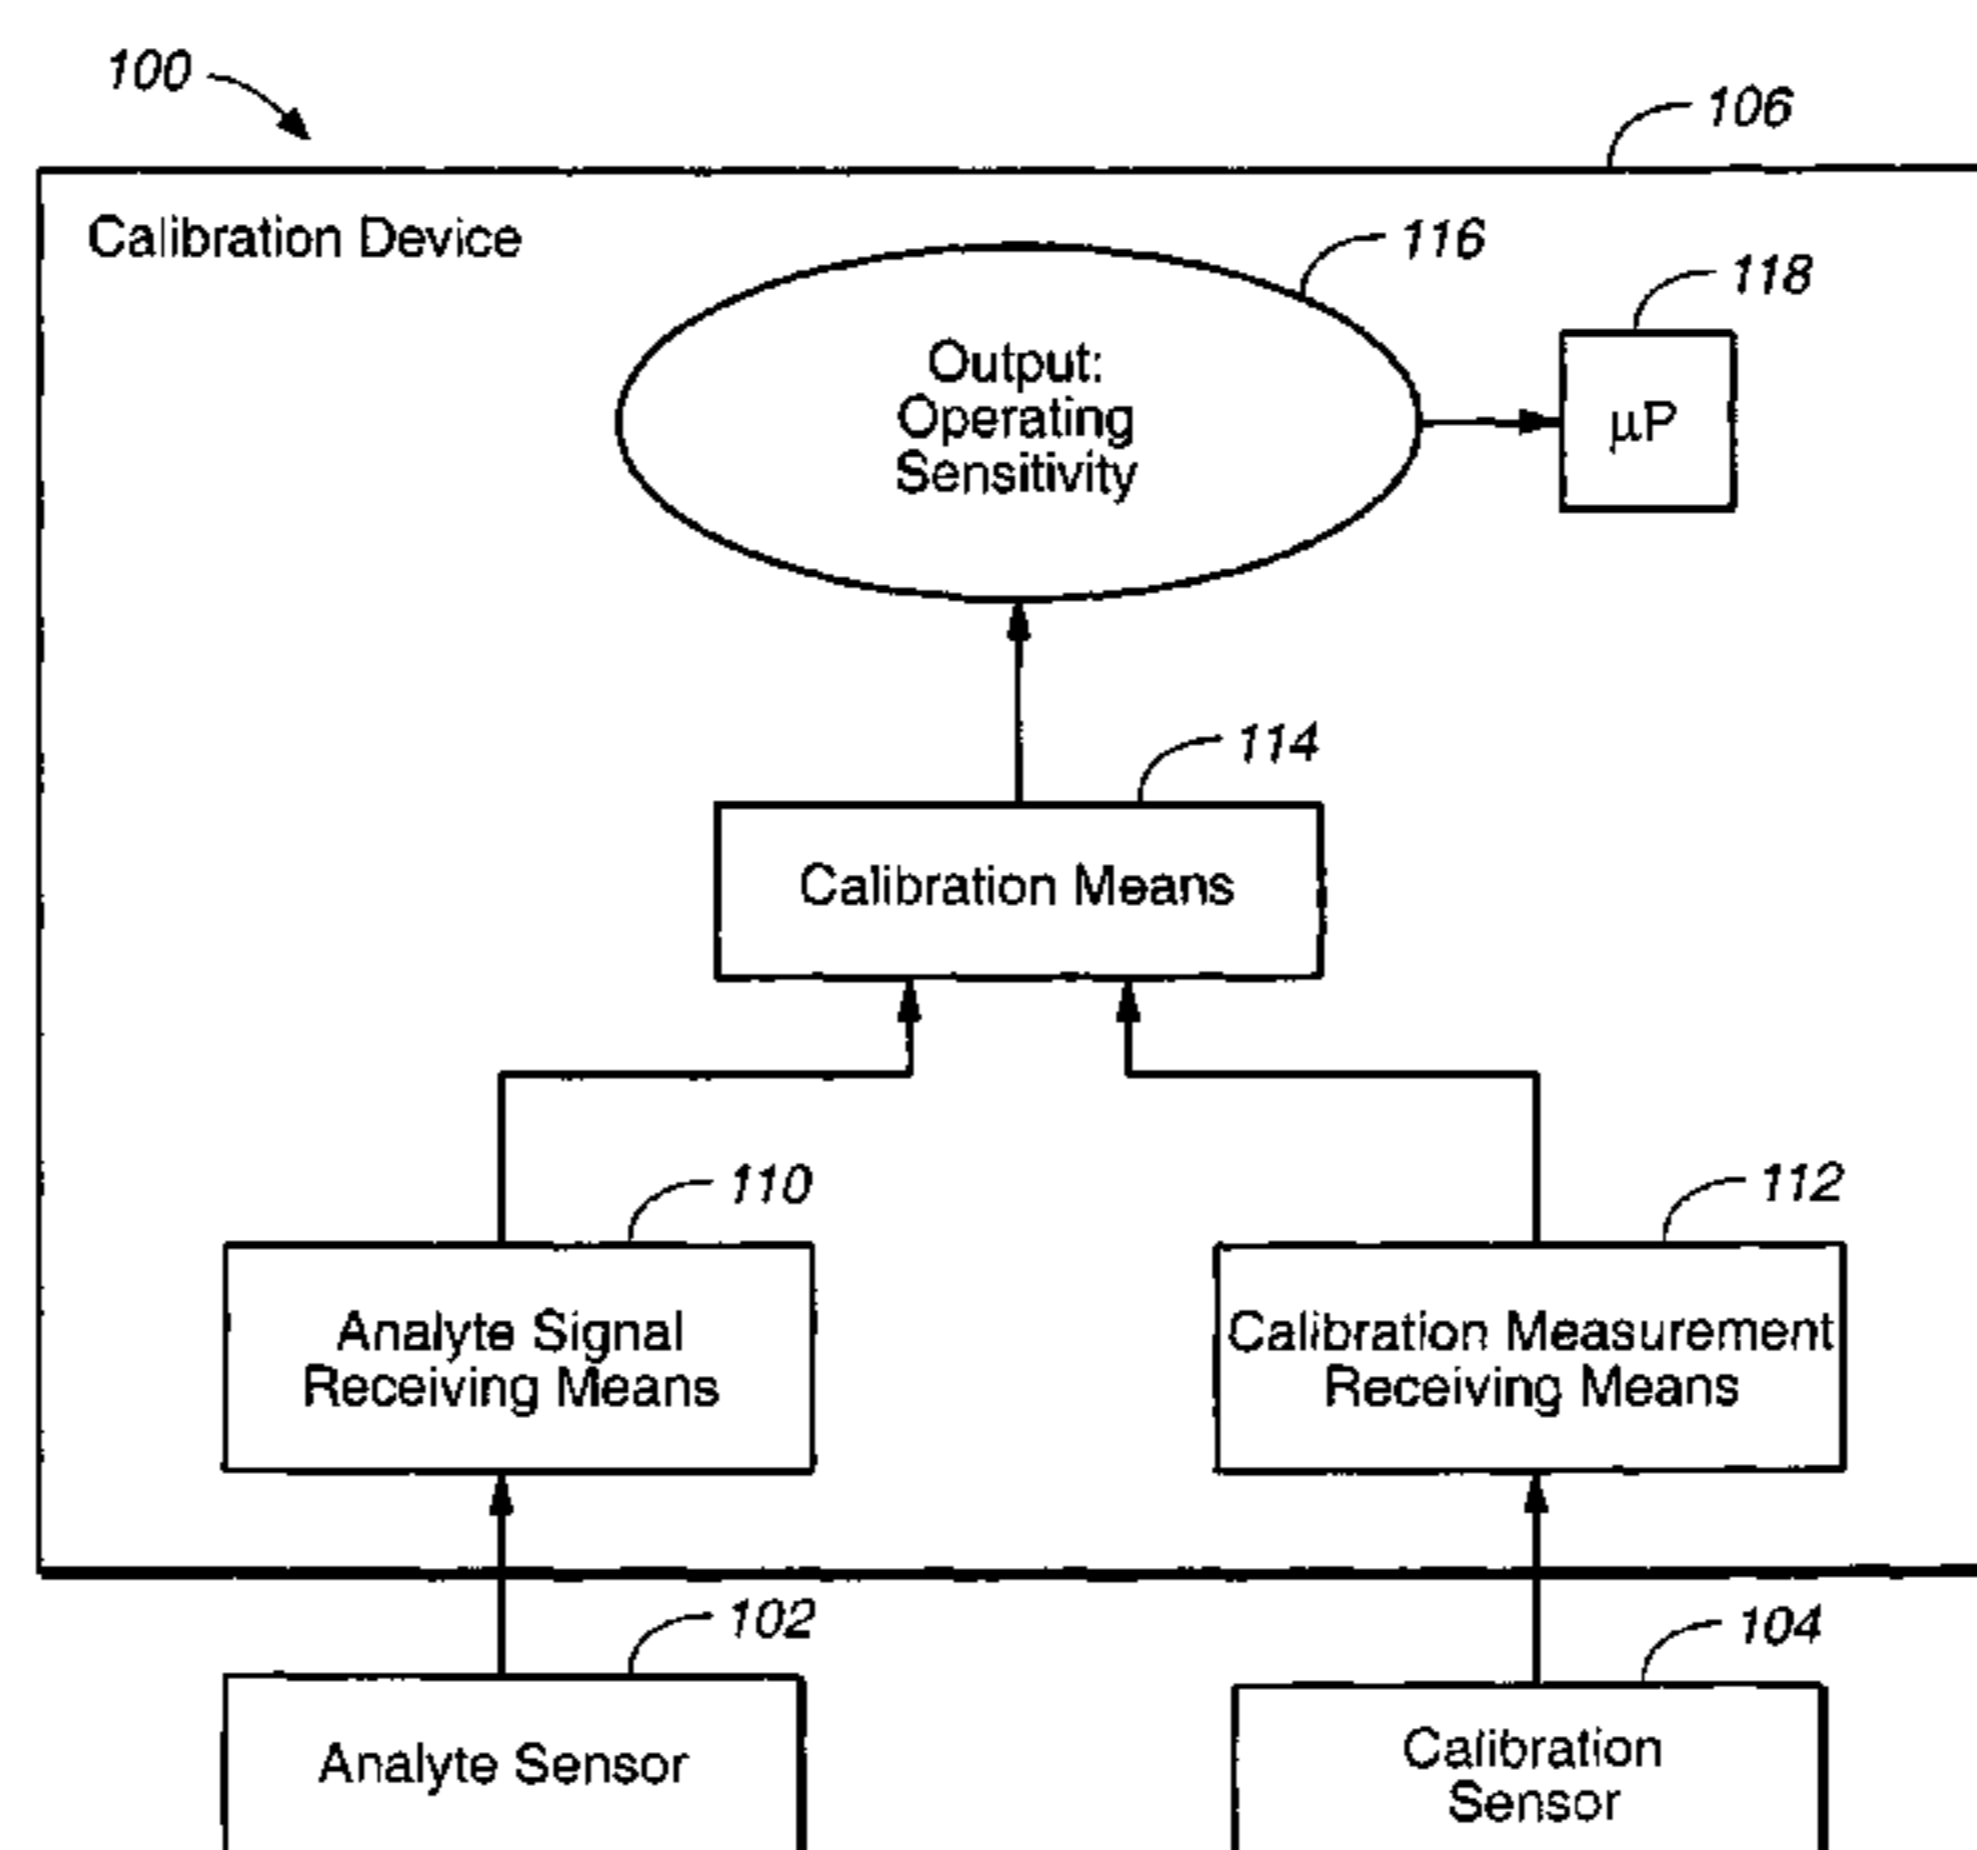 100
106
Calibration Device
116
118
Output:
Operating
Sensitivity
µP
114
Calibration Means
110
112
Analyte Signal
Receiving Means
Calibration Measurement
Receiving Means
102
104
Analyte Sensor
Calibration
Sensor